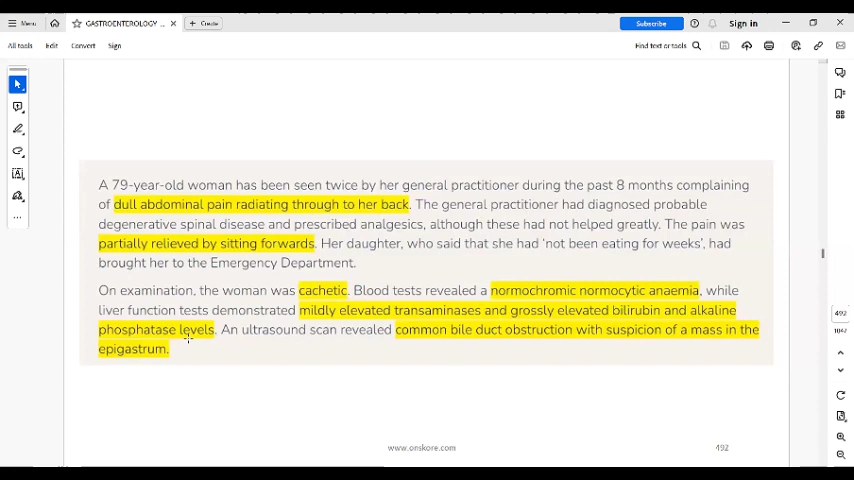 Menu
GASTROENTEROLOGY ...
Create
Subscribe
Sign in
All tools
Edit
Convert
Sign
Find text or tools
A 79-year-old woman has been seen twice by her general practitioner during the past 8 months complaining
of dull abdominal pain radiating through to her back. The general practitioner had diagnosed probable
degenerative spinal disease and prescribed analgesics, although these had not helped greatly. The pain was
partially relieved by sitting forwards. Her daughter, who said that she had ‘not been eating for weeks’, had
brought her to the Emergency Department.
On examination, the woman was cachetic. Blood tests revealed a normochromic normocytic anaemia, while
liver function tests demonstrated mildly elevated transaminases and grossly elevated bilirubin and alkaline
phosphatase levels. An ultrasound scan revealed common bile duct obstruction with suspicion of a mass in the
epigastrum.
492
www.onskore.com
492